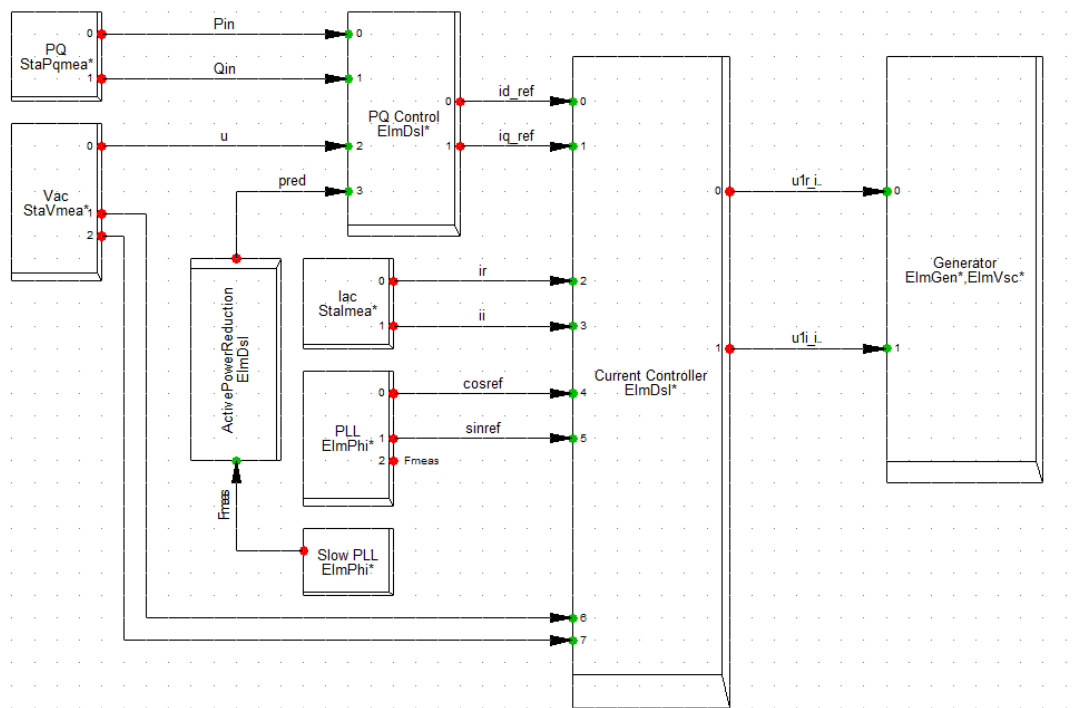 Pin
0
PQ
StaPqmea*
0
Qin
1
1
0
id_ref
0
PQ Control
ElmDsl*
0
u
2
1
iq_ref
1
Vac
StaVmea*
1
2
pred
3
0
u1r_i..
0
0
ir
2
Iac
StaImea*
Generator
ElmGen*,ElmVsc*
1
ii
3
ActivePowerReduction
ElmDsl
1
u1i_i..
1
Current Controller
ElmDsl*
0
cosref
4
PLL
ElmPhi*
1
sinref
5
2
Fmeas
Fmeas
Slow PLL
ElmPhi*
6
7